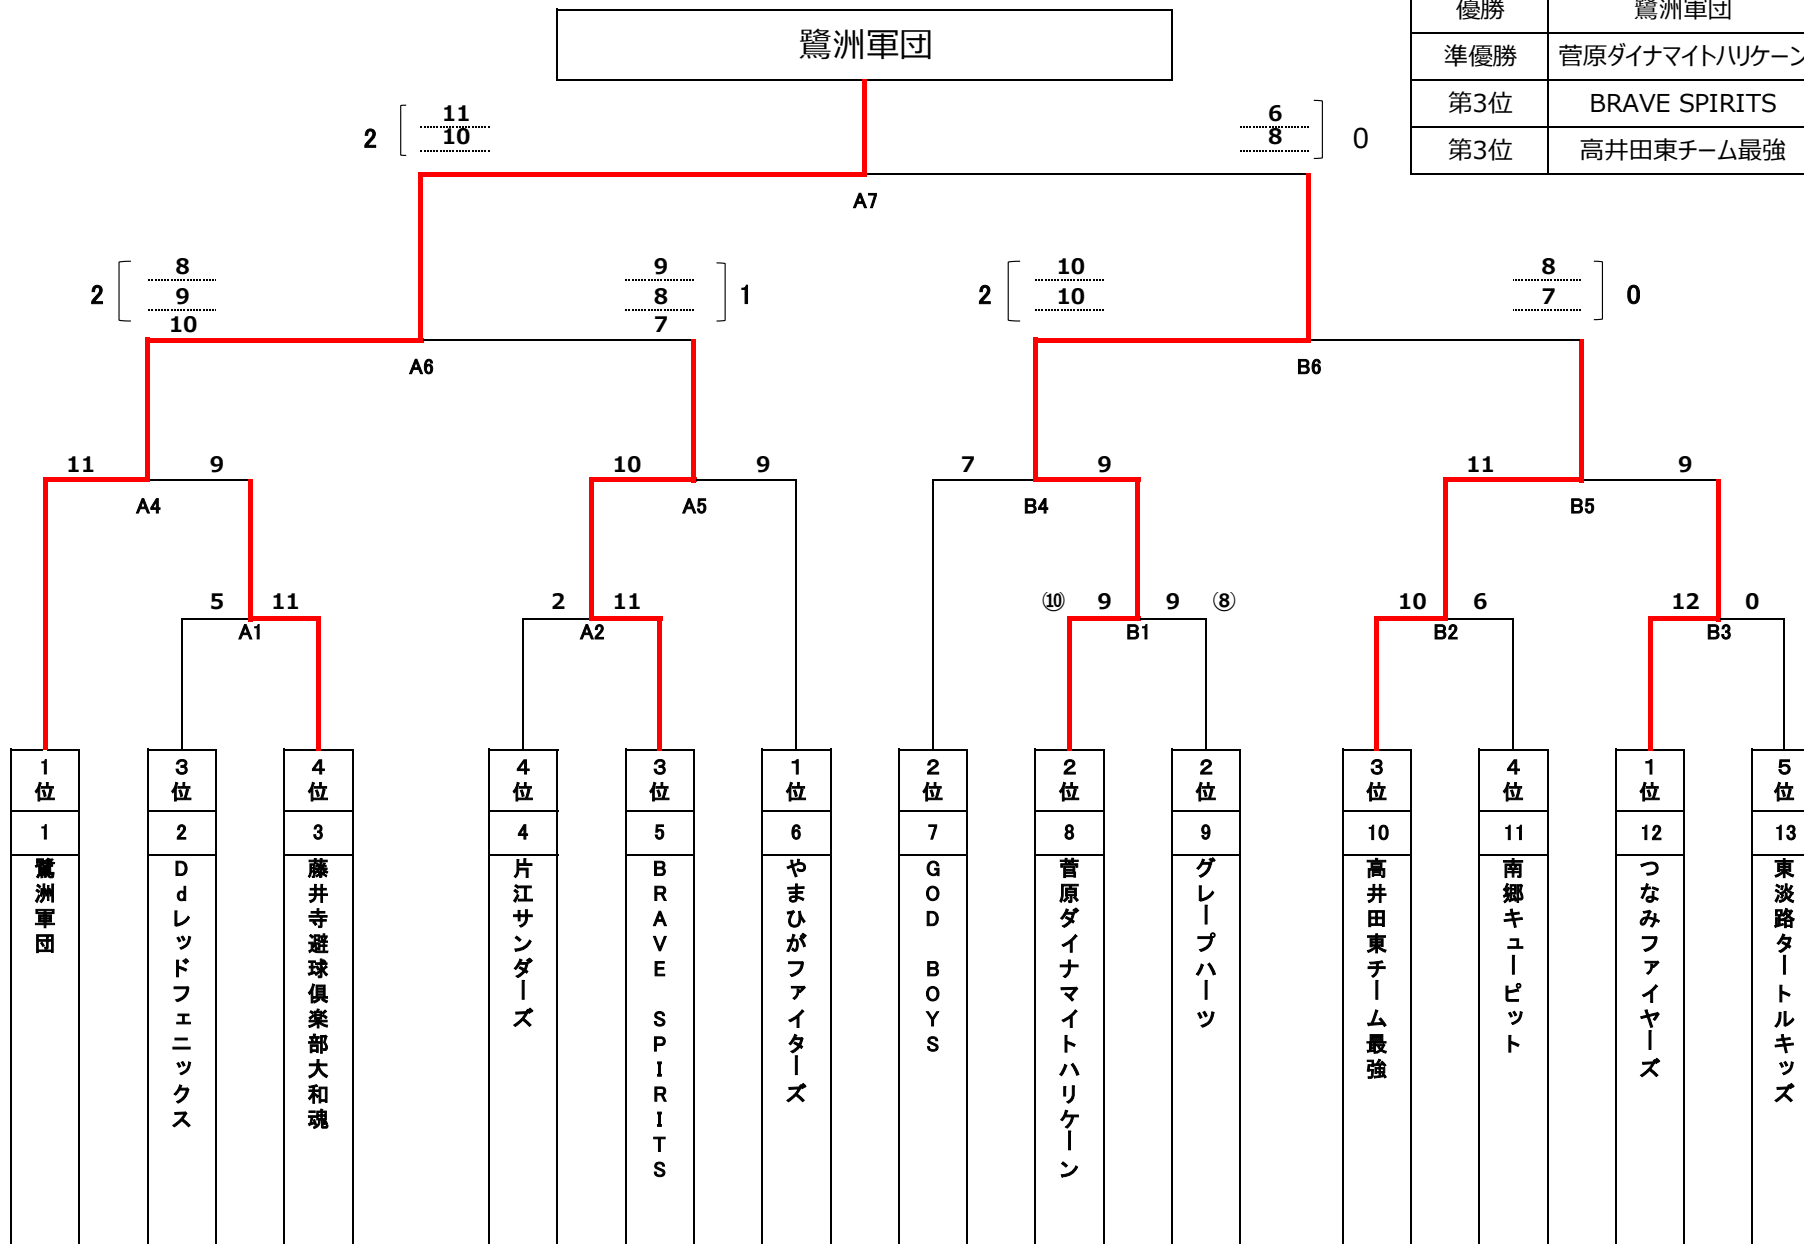 鷺洲軍団
優勝 鷺洲軍団
準優勝 菅原ダイナマイトハリケーン
第3位 BRAVE SPIRITS
第3位 高井田東チーム最強
11 6
2 10 8 0
A7
8 9 10 8
2 9 8 1 2 10 7 0
10 7
A6 B6
11 9 10 9 7 9 11 9
A4 A5 B4 B5
5 11 2 11 ⑩ 9 9 ⑧ 10 6 12 0
A1 A2 B1 B2 B3
1位 3位 4位 4位 3位 1位 2位 2位 2位 3位 4位 1位 5位
1 2 3 4 5 6 7 8 9 10 11 12 13
鷺洲軍団
Ddレッドフェニックス
藤井寺避球倶楽部大和魂
片江サンダーズ
BRAVE SPIRITS
やまひがファイターズ
GOD BOYS
菅原ダイナマイトハリケーン
グレープハーツ
高井田東チーム最強
南郷キューピット
つなみファイヤーズ
東淡路タートルキッズ